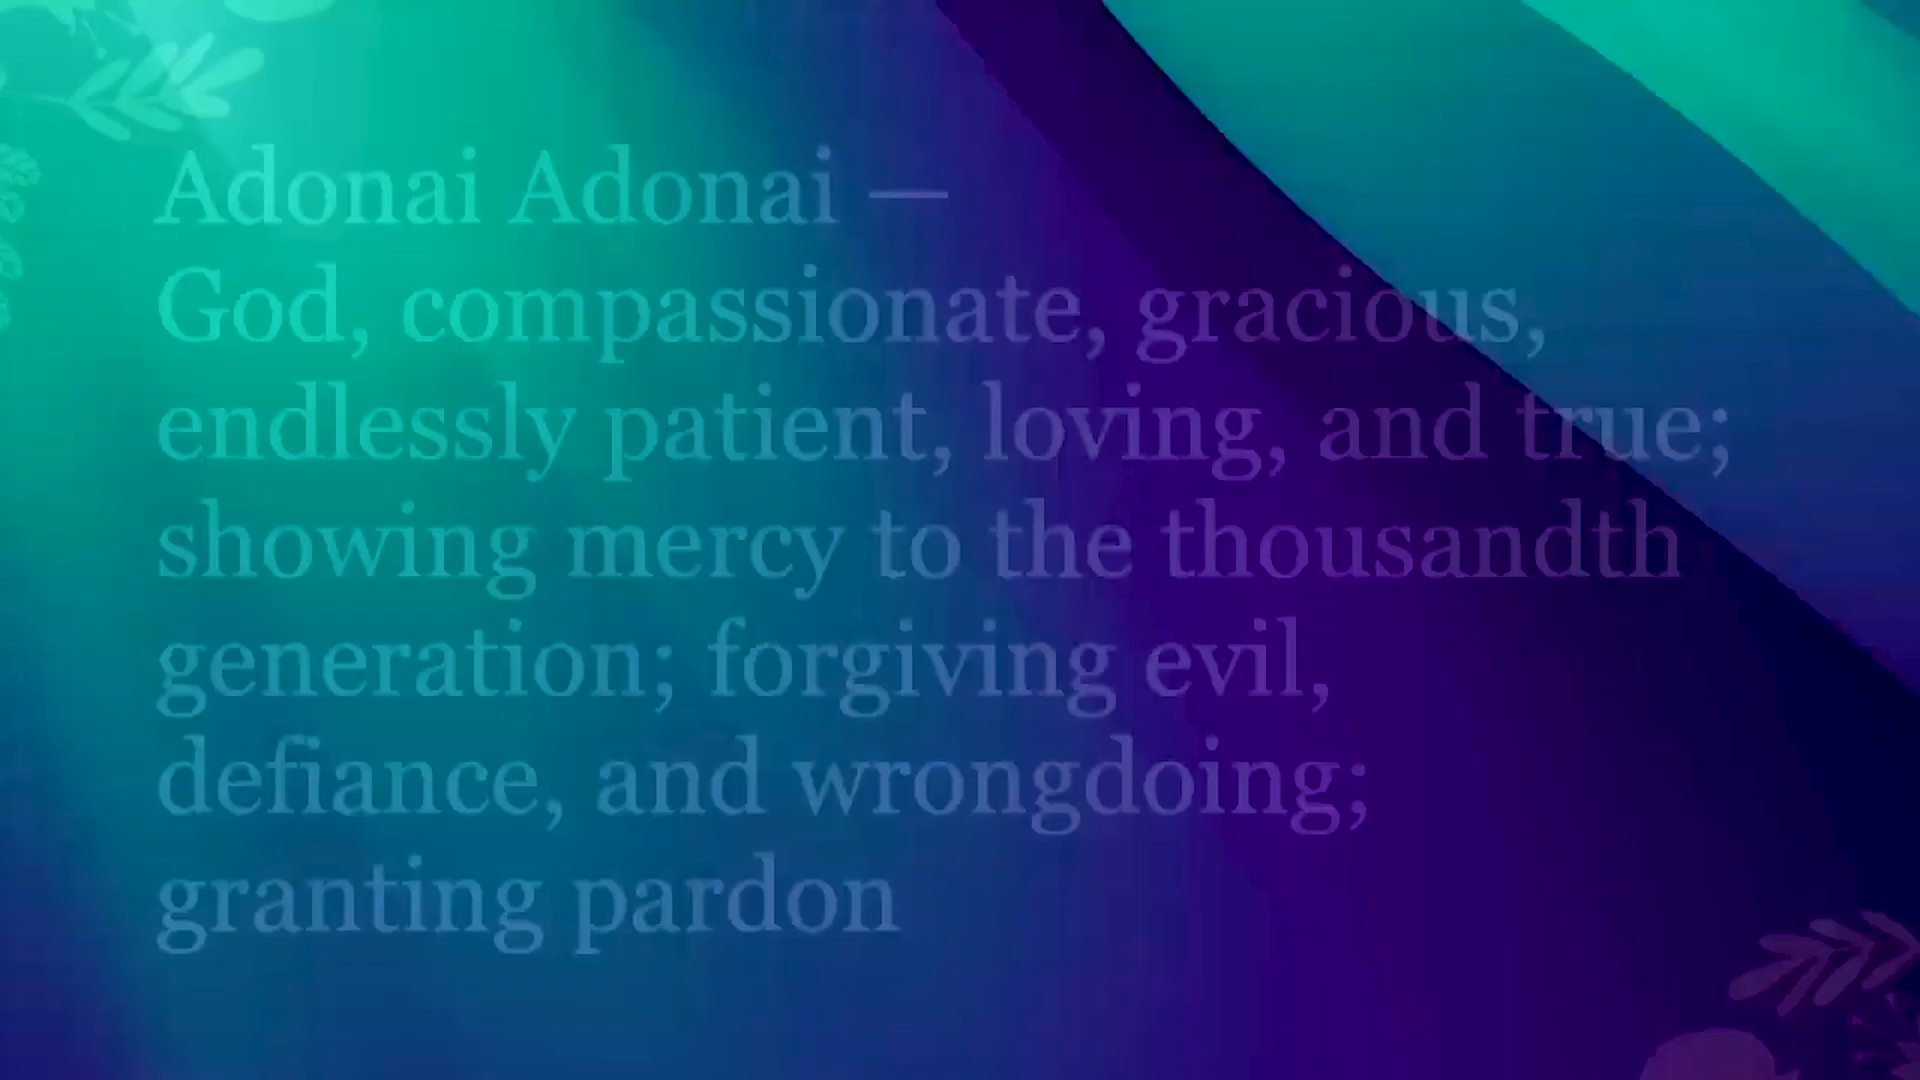 Adonai Adonai —
God, compassionate, gracious,
endlessly patient, loving, and true;
showing mercy to the thousandth
generation; forgiving evil,
defiance, and wrongdoing;
granting pardon